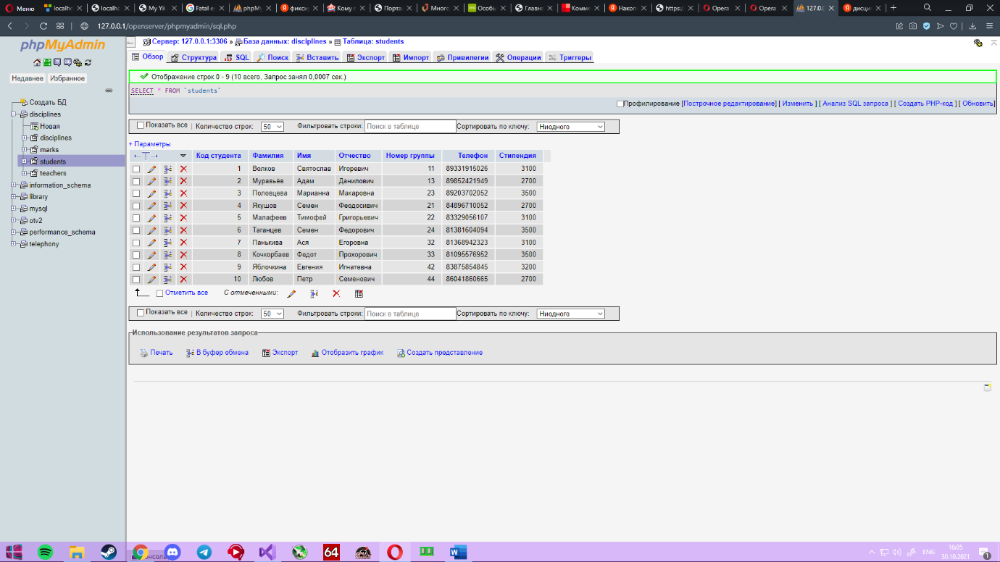 Меню localho localho My Yii Fatal er phpMy фикси Кому Порта Много Особы Главна Комме Накоп https: Opera Opera 127.0.0 дисци
127.0.0.1/openserver/phpmyadmin/sql.php
phpMyAdmin
Недавнее Избранное
Создать БД
disciplines
Новая
disciplines
marks
students
teachers
information_schema
library
mysql
otv2
performance_schema
telephony
Сервер: 127.0.0.1:3306 » База данных: disciplines » Таблица: students
Обзор Структура SQL Поиск Вставить Экспорт Импорт Привилегии Операции Триггеры
Отображение строк 0 - 9 (10 всего, Запрос занял 0,0007 сек.)
SELECT * FROM `students`
Профилирование [Построчное редактирование] [ Изменить ] [ Анализ SQL запроса ] [ Создать PHP-код ] [ Обновить]
Показать все | Количество строк: 50 Фильтровать строки: Поиск в таблице Сортировать по ключу: Ниодного
+ Параметры
←T→ Код студента Фамилия Имя Отчество Номер группы Телефон Стипендия
1 Волков Святослав Игоревич 11 89331915026 3100
2 Муравьёв Адам Данилович 13 89852421949 2700
3 Половцева Марианна Макаровна 23 89203702052 3500
4 Якушов Семен Феодосивич 21 84896710052 2700
5 Малафеев Тимофей Григорьевич 22 83329056107 3100
6 Таганцев Семен Федорович 24 81381604094 3500
7 Панькива Ася Егоровна 32 81368942323 3100
8 Кочкорбаев Федот Прохорович 33 81095576952 3500
9 Яблочкина Евгения Игнатевна 42 83875854845 3200
10 Любов Петр Семенович 44 86041860665 2700
Отметить все С отмеченными:
Показать все | Количество строк: 50 Фильтровать строки: Поиск в таблице Сортировать по ключу: Ниодного
Использование результатов запроса
Печать В буфер обмена Экспорт Отобразить график Создать представление
64 ENG 16:05
30.10.2021 1